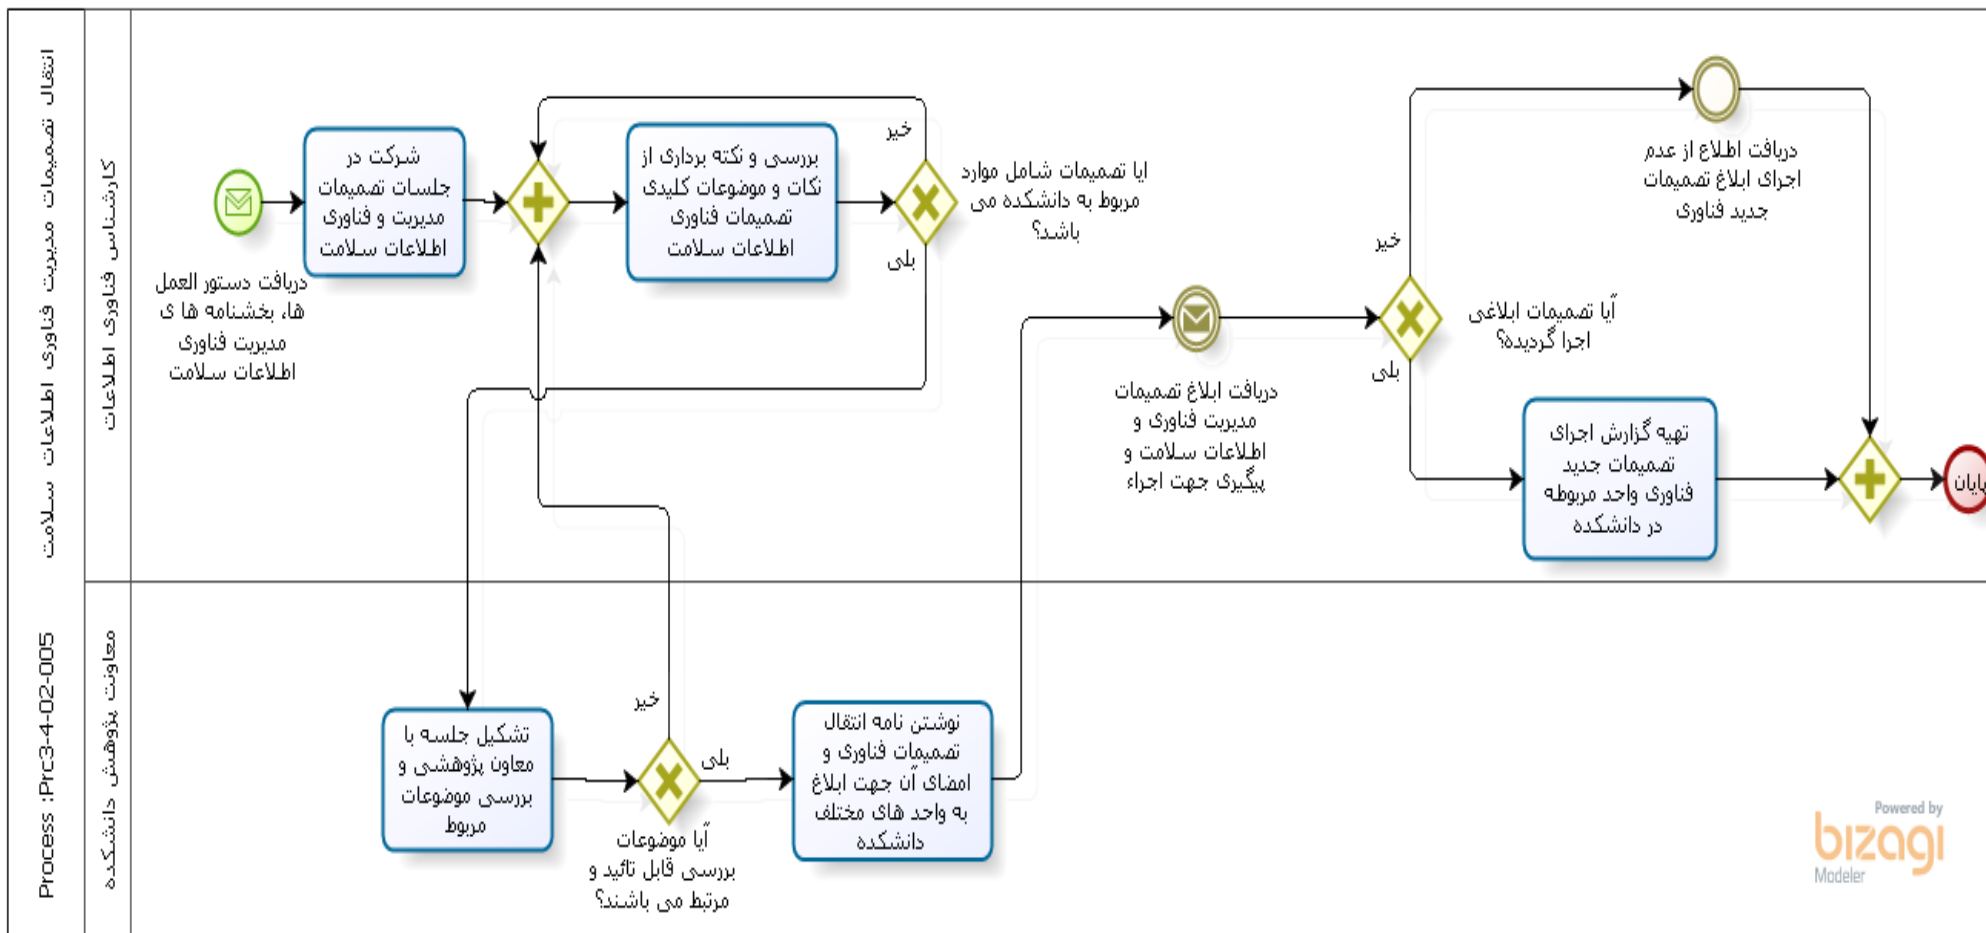 انتقال تصمیمات مدیریت فناوری اطلاعات سلامت
Process :Prc3-4-02-005
کارشناس فناوری اطلاعات
معاونت پژوهش دانشکده
دریافت دستور العمل
ها، بخشنامه ها ی
مدیریت فناوری
اطلاعات سلامت
شرکت در
جلسات تصمیمات
مدیریت و فناوری
اطلاعات سلامت
بررسی و نکته برداری از
نکات و موضوعات کلیدی
تصمیمات فناوری
اطلاعات سلامت
خیر
ایا تصمیمات شامل موارد
مربوط به دانشکده می
باشد؟
بلی
تشکیل جلسه با
معاون پژوهشی و
بررسی موضوعات
مربوط
خیر
بلی
آیا موضوعات
بررسی قابل تائید و
مرتبط می باشند؟
نوشتن نامه انتقال
تصمیمات فناوری و
امضای آن جهت ابلاغ
به واحد های مختلف
دانشکده
دریافت ابلاغ تصمیمات
مدیریت فناوری و
اطلاعات سلامت و
پیگیری جهت اجراء
خیر
آیا تصمیمات ابلاغی
اجرا گردیده؟
بلی
دریافت اطلاع از عدم
اجرای ابلاغ تصمیمات
جدید فناوری
تهیه گزارش اجرای
تصمیمات جدید
فناوری واحد مربوطه
در دانشکده
پایان
Powered by
bizagi
Modeler